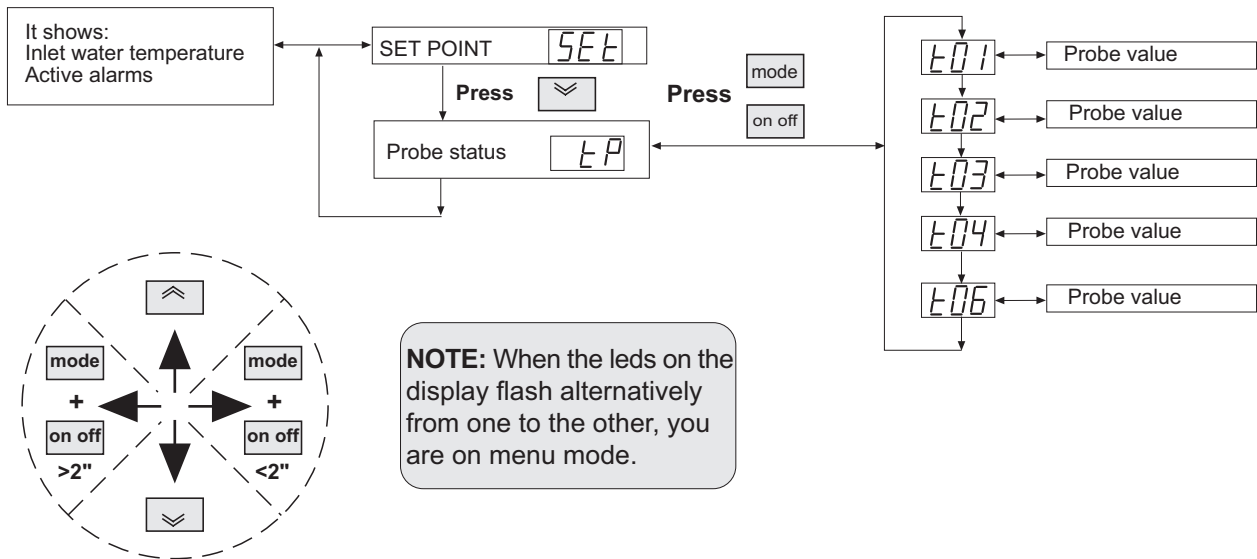 It shows:
Inlet water temperature
Active alarms
SET POINT SEt
Press
Probe status tP
Press
mode
on off
t01 Probe value
t02 Probe value
t03 Probe value
t04 Probe value
t06 Probe value
mode
+
on off
>2"
mode
+
on off
<2"
NOTE: When the leds on the
display flash alternatively
from one to the other, you
are on menu mode.